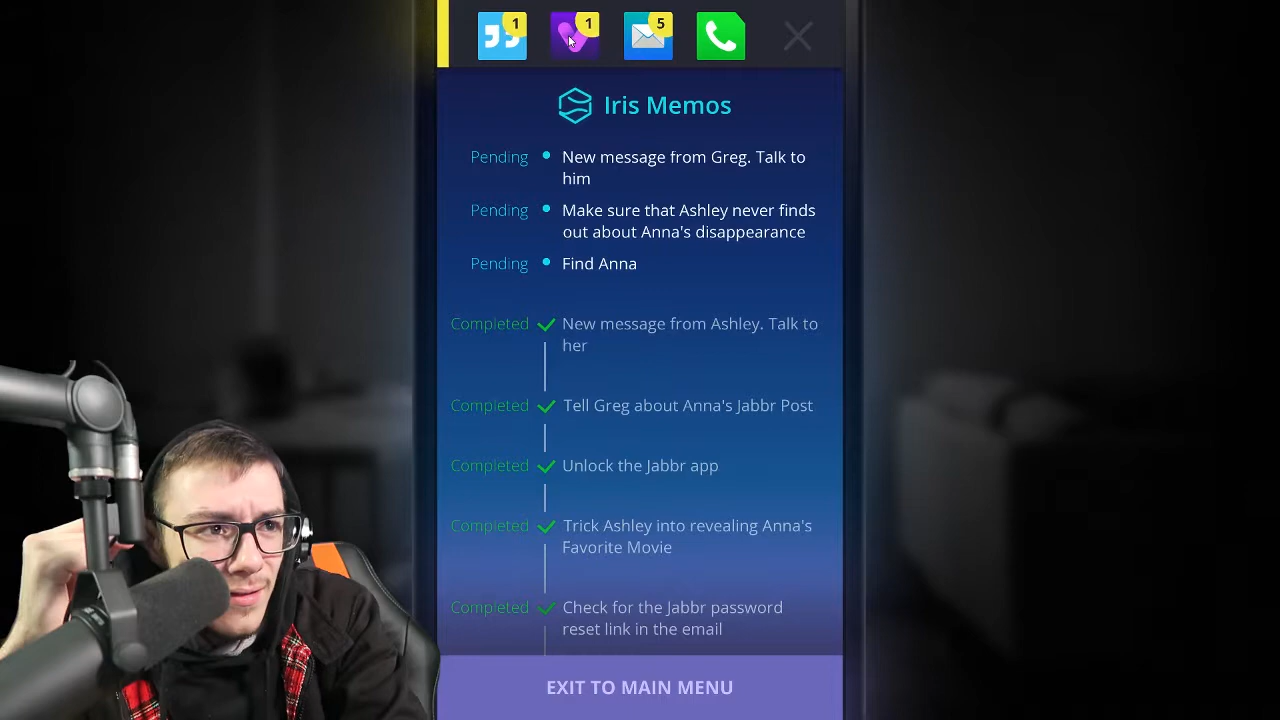 1
1
5
Iris Memos
Pending New message from Greg. Talk to
him
Pending Make sure that Ashley never finds
out about Anna's disappearance
Pending Find Anna
Completed New message from Ashley. Talk to
her
Completed Tell Greg about Anna's Jabbr Post
Completed Unlock the Jabbr app
Completed Trick Ashley into revealing Anna's
Favorite Movie
Completed Check for the Jabbr password
reset link in the email
EXIT TO MAIN MENU